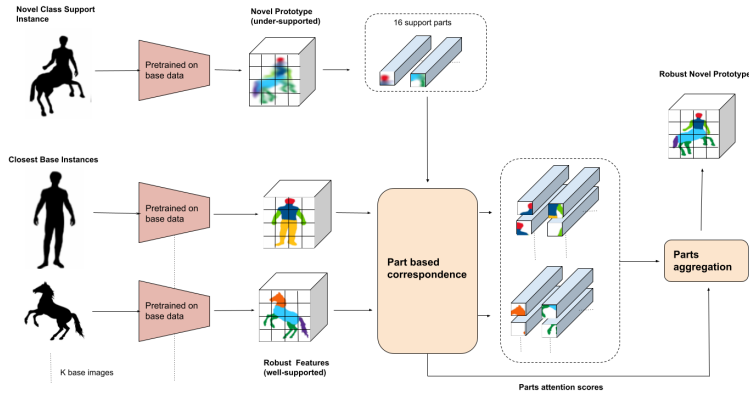 Novel Class Support
Instance
Pretrained on
base data
Novel Prototype
(under-supported)
16 support parts
Robust Novel Prototype
Closest Base Instances
Pretrained on
base data
Part based
correspondence
Parts
aggregation
Pretrained on
base data
Robust Features
(well-supported)
K base images
Parts attention scores